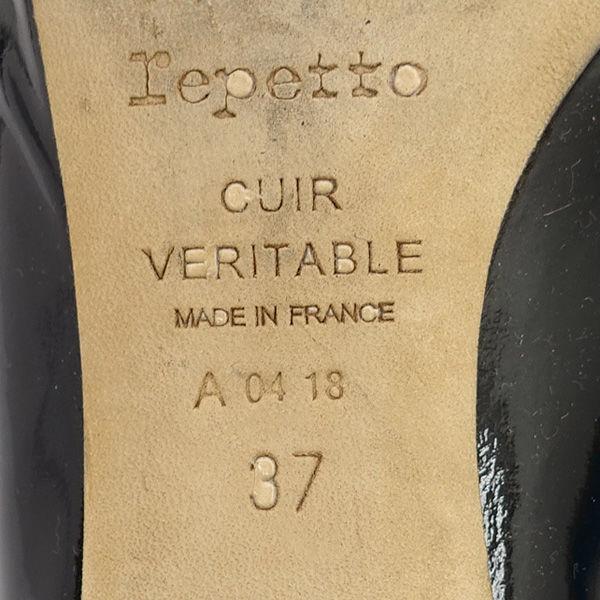 repetto
CUIR
VERITABLE
MADE IN FRANCE
A 04 18
37